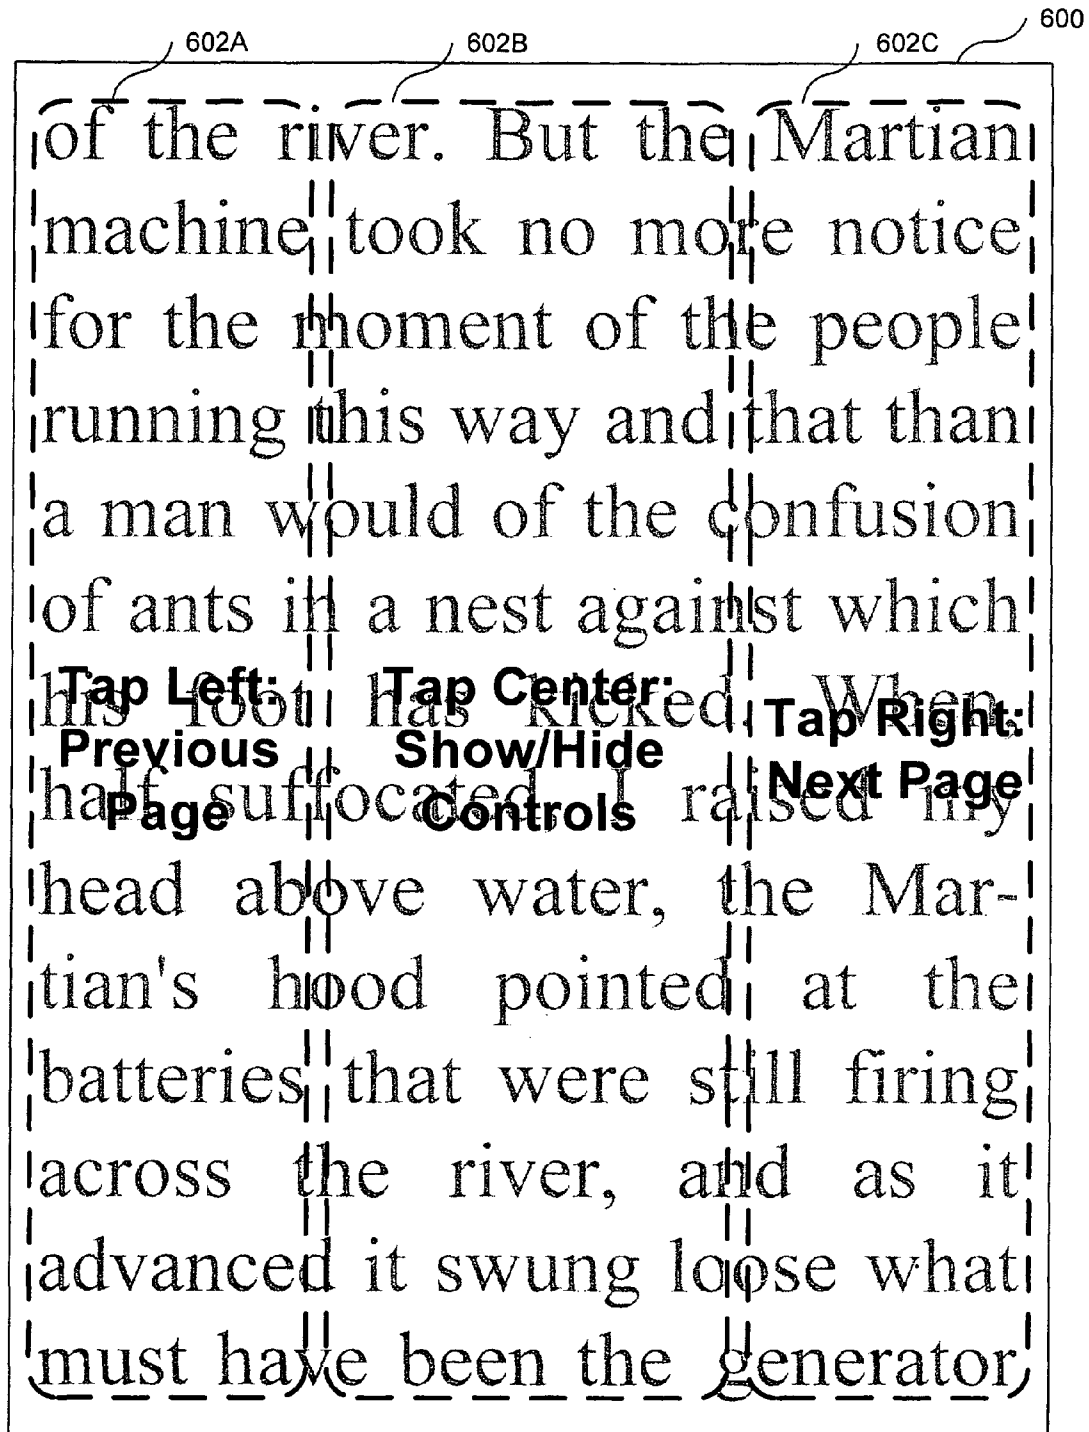 600
602A 602B 602C
of the river. But the Martian
machine took no more notice
for the moment of the people
running this way and that than
a man would of the confusion
of ants in a nest against which
his foot has kicked. When,
half suffocated, I raised my
head above water, the Mar-
tian's hood pointed at the
batteries that were still firing
across the river, and as it
advanced it swung loose what
must have been the generator
Tap Left:
Previous
Page
Tap Center:
Show/Hide
Controls
Tap Right:
Next Page